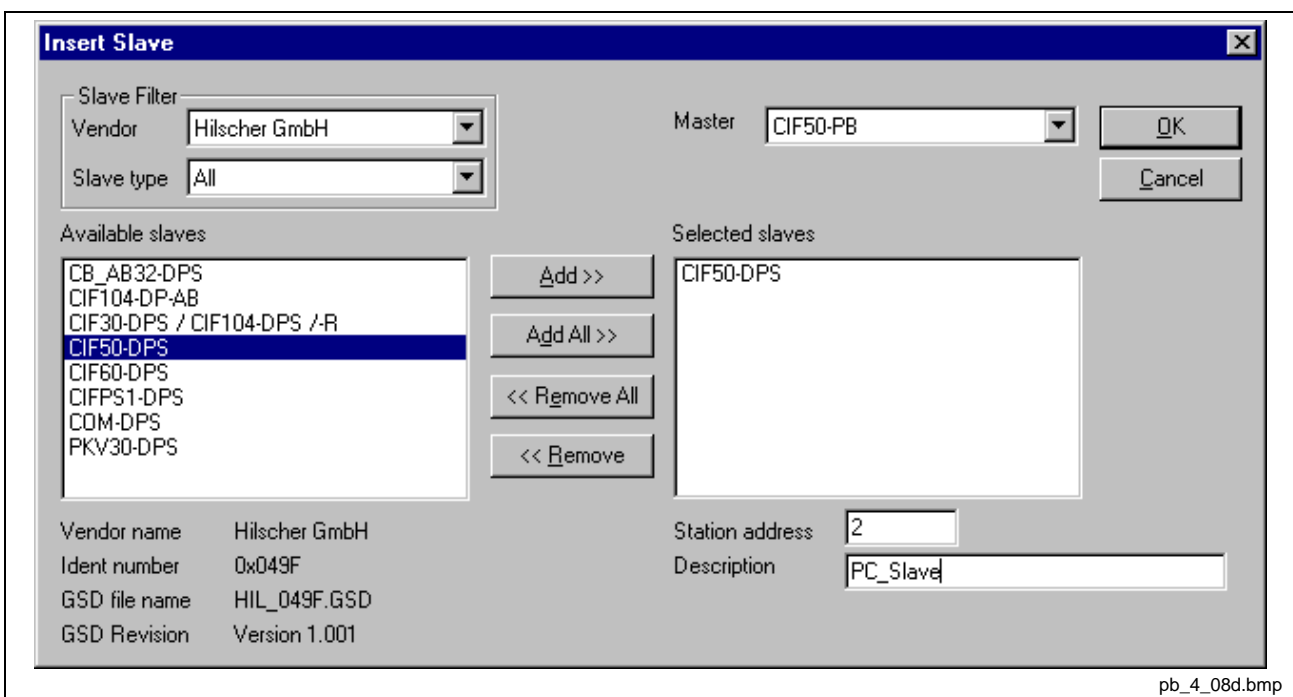 Insert Slave
Slave Filter
Vendor Hilscher GmbH
Slave type All
Master CIF50-PB
OK
Cancel
Available slaves
CB_AB32-DPS
CIF104-DP-AB
CIF30-DPS / CIF104-DPS /-R
CIF50-DPS
CIF60-DPS
CIFPS1-DPS
COM-DPS
PKV30-DPS
Add >>
Add All >>
<< Remove All
<< Remove
Selected slaves
CIF50-DPS
Vendor name Hilscher GmbH
Ident number 0x049F
GSD file name HIL_049F.GSD
GSD Revision Version 1.001
Station address 2
Description PC_Slave
pb_4_08d.bmp